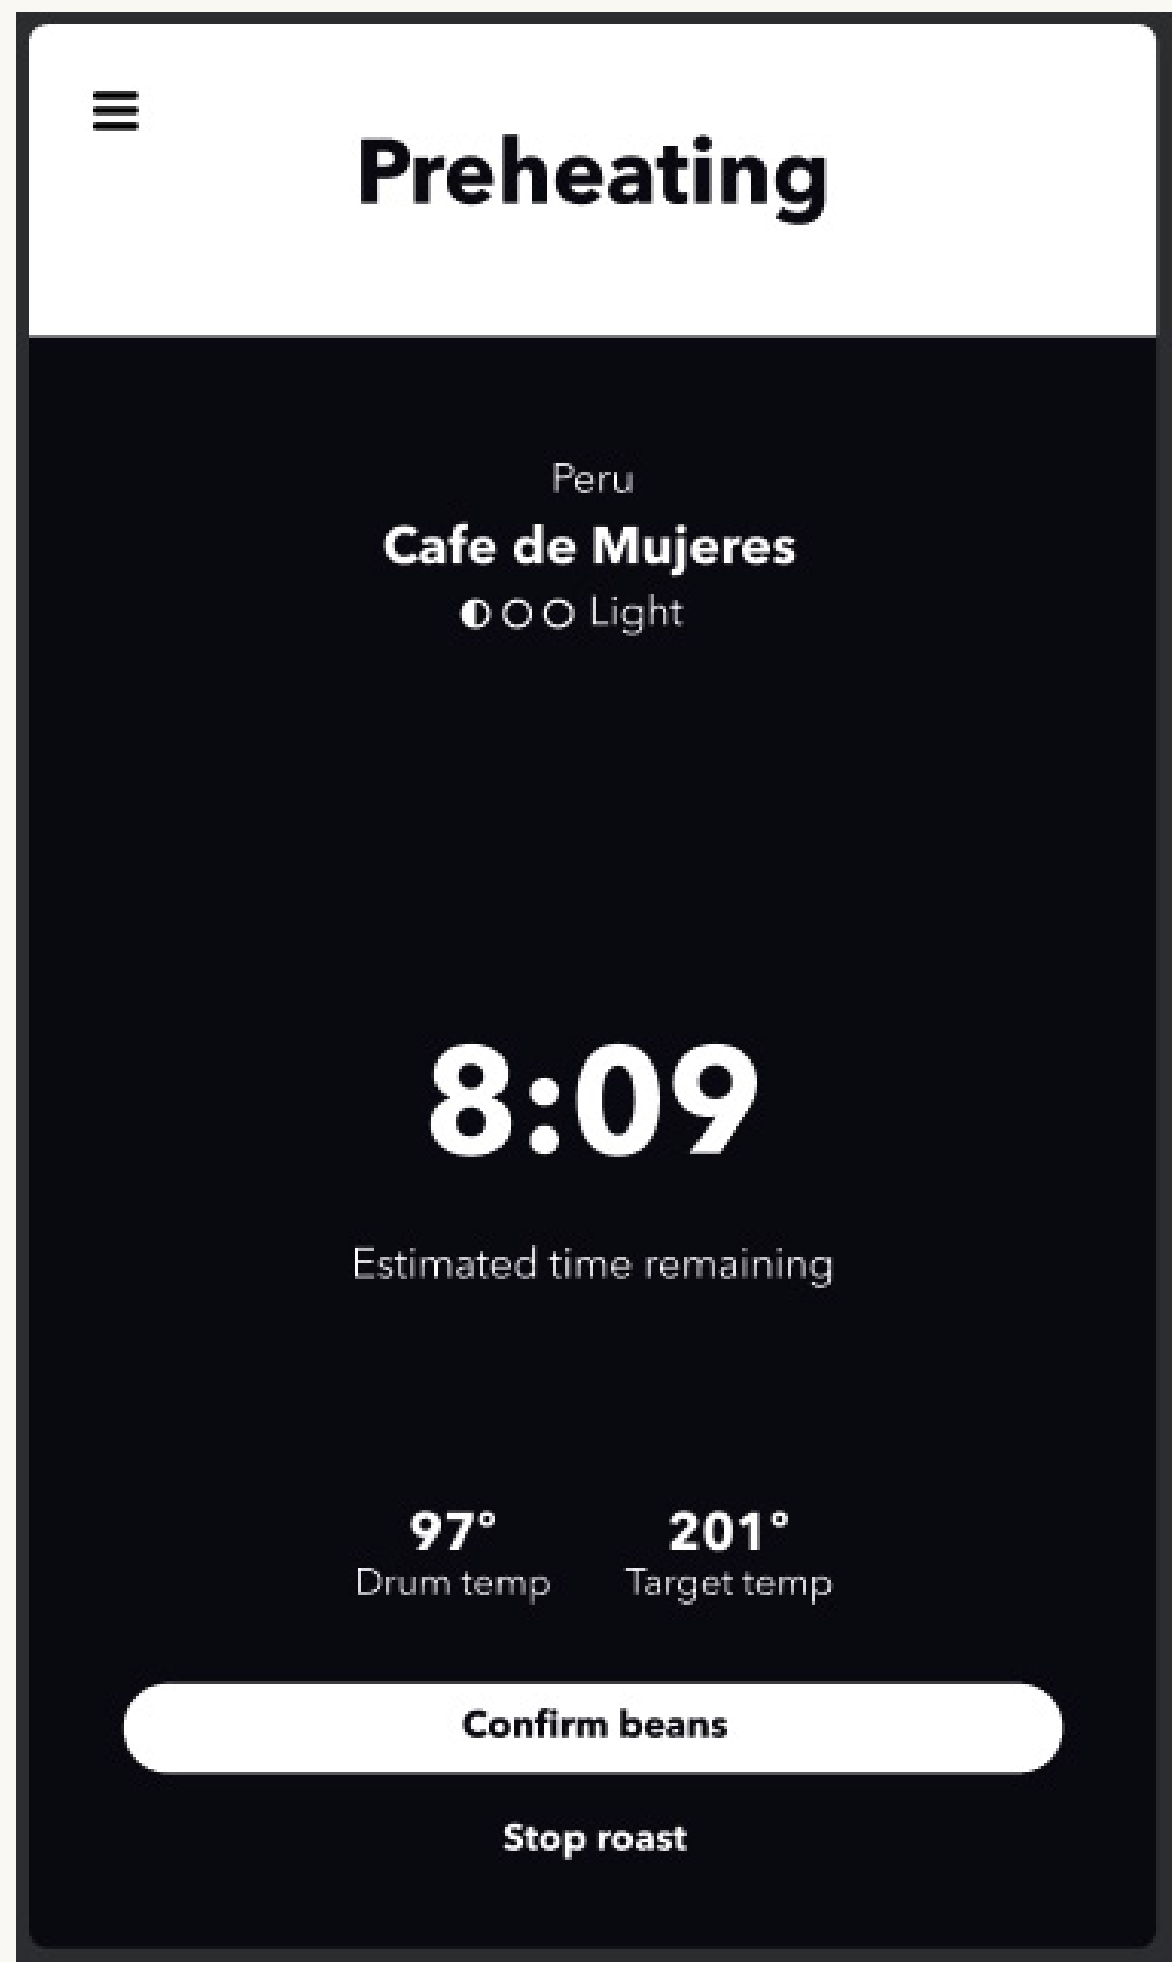 Preheating
Peru
Cafe de Mujeres
Light
8:09
Estimated time remaining
97° 201°
Drum temp Target temp
Confirm beans
Stop roast